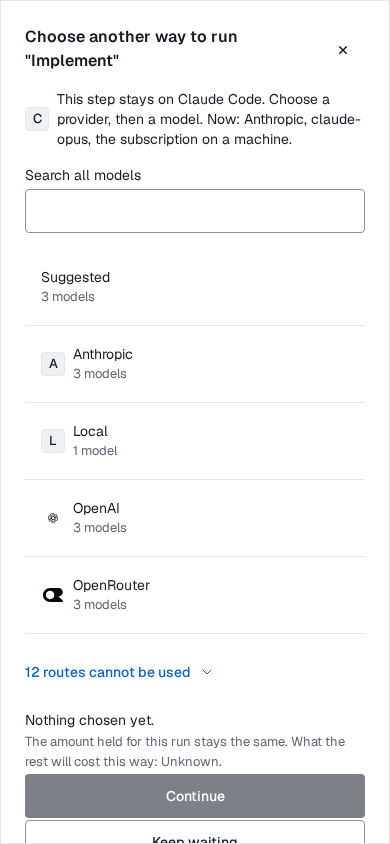 Choose another way to run
"Implement"
C
This step stays on Claude Code. Choose a
provider, then a model. Now: Anthropic, claude-
opus, the subscription on a machine.
Search all models
Suggested
3 models
A
Anthropic
3 models
L
Local
1 model
OpenAI
3 models
OpenRouter
3 models
12 routes cannot be used
Nothing chosen yet.
The amount held for this run stays the same. What the
rest will cost this way: Unknown.
Continue
Keep waiting